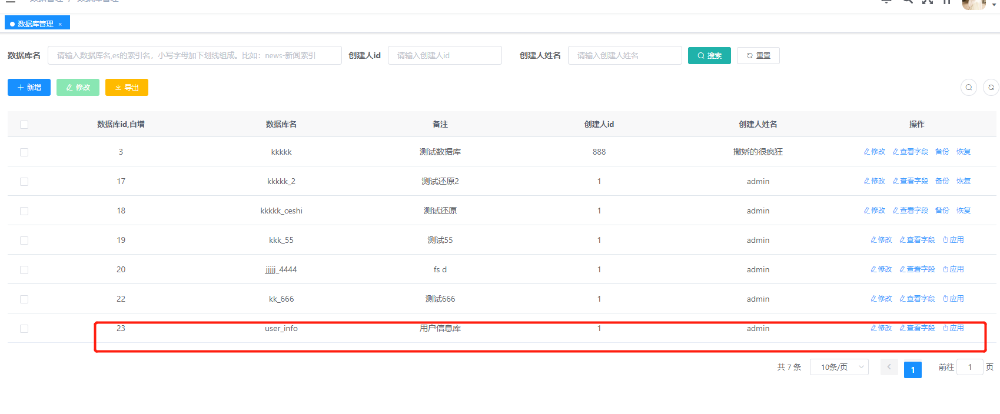 数据管理 / 数据库管理
数据库管理 ×
数据库名 请输入数据库名,es的索引名，小写字母加下划线组成。比如：news-新闻索引 创建人id 请输入创建人id 创建人姓名 请输入创建人姓名 搜索 重置
新增 修改 导出
数据库id,自增 数据库名 备注 创建人id 创建人姓名 操作
3 kkkkk 测试数据库 888 撒娇的很疯狂 修改 查看字段 备份 恢复
17 kkkkk_2 测试还原2 1 admin 修改 查看字段 备份 恢复
18 kkkkk_ceshi 测试还原 1 admin 修改 查看字段 备份 恢复
19 kkk_55 测试55 1 admin 修改 查看字段 应用
20 jjjjj_4444 fs d 1 admin 修改 查看字段 应用
22 kk_666 测试666 1 admin 修改 查看字段 应用
23 user_info 用户信息库 1 admin 修改 查看字段 应用
共 7 条 10条/页 1 前往 1 页